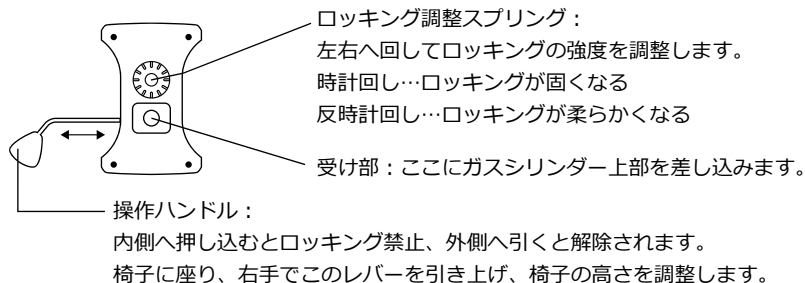 ロッキング調整スプリング：
左右へ回してロッキングの強度を調整します。
時計回し…ロッキングが固くなる
反時計回し…ロッキングが柔らかくなる
受け部：ここにガスシリンダー上部を差し込みます。
操作ハンドル：
内側へ押し込むとロッキング禁止、外側へ引くと解除されます。
椅子に座り、右手でこのレバーを引き上げ、椅子の高さを調整します。